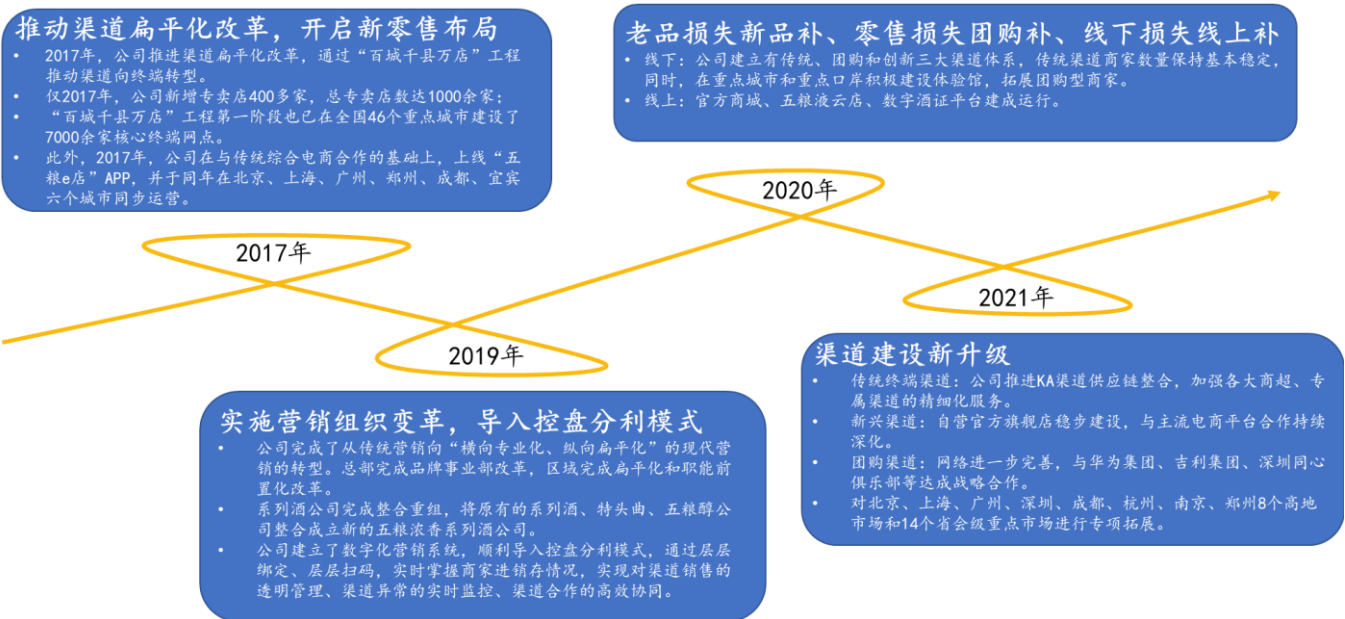 推动渠道扁平化改革，开启新零售布局
• 2017年，公司推进渠道扁平化改革，通过“百城千县万店”工程
推动渠道向终端转型。
• 仅2017年，公司新增专卖店400多家，总专卖店数达1000余家；
• “百城千县万店”工程第一阶段也已在全国46个重点城市建设了
7000余家核心终端网点。
• 此外，2017年，公司在与传统综合电商合作的基础上，上线“五
粮e店”APP，并于同年在北京、上海、广州、郑州、成都、宜宾
六个城市同步运营。
2017年
2019年
实施营销组织变革，导入控盘分利模式
• 公司完成了从传统营销向“横向专业化、纵向扁平化”的现代营
销的转型。总部完成品牌事业部改革，区域完成扁平化和职能前
置化改革。
• 系列酒公司完成整合重组，将原有的系列酒、特头曲、五粮醇公
司整合成立新的五粮浓香系列酒公司。
• 公司建立了数字化营销系统，顺利导入控盘分利模式，通过层层
绑定、层层扫码，实时掌握商家进销存情况，实现对渠道销售的
透明管理、渠道异常的实时监控、渠道合作的高效协同。
老品损失新品补、零售损失团购补、线下损失线上补
• 线下：公司建立有传统、团购和创新三大渠道体系，传统渠道商家数量保持基本稳定，
同时，在重点城市和重点口岸积极建设体验馆，拓展团购型商家。
• 线上：官方商城、五粮液云店、数字酒证平台建成运行。
2020年
2021年
渠道建设新升级
• 传统终端渠道：公司推进KA渠道供应链整合，加强各大商超、专
属渠道的精细化服务。
• 新兴渠道：自营官方旗舰店稳步建设，与主流电商平台合作持续
深化。
• 团购渠道：网络进一步完善，与华为集团、吉利集团、深圳同心
俱乐部等达成战略合作。
• 对北京、上海、广州、深圳、成都、杭州、南京、郑州8个高地
市场和14个省会级重点市场进行专项拓展。